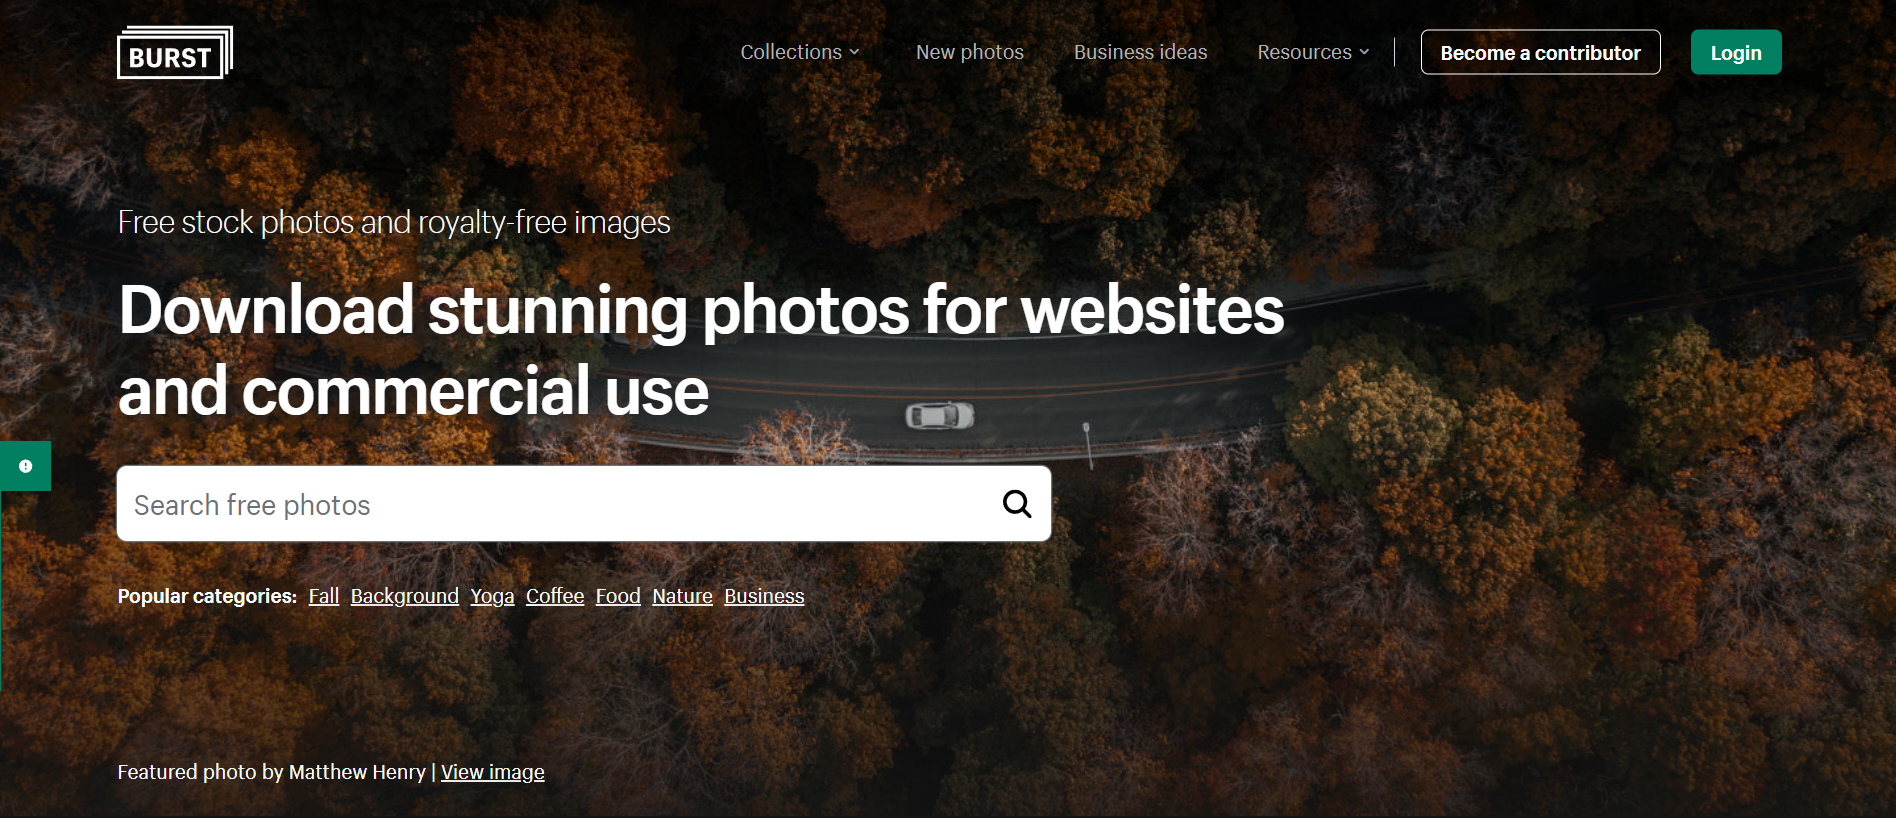 BURST
Collections
New photos
Business ideas
Resources
Become a contributor
Login
Free stock photos and royalty-free images
Download stunning photos for websites
and commercial use
Search free photos
Popular categories: Fall Background Yoga Coffee Food Nature Business
Featured photo by Matthew Henry | View image